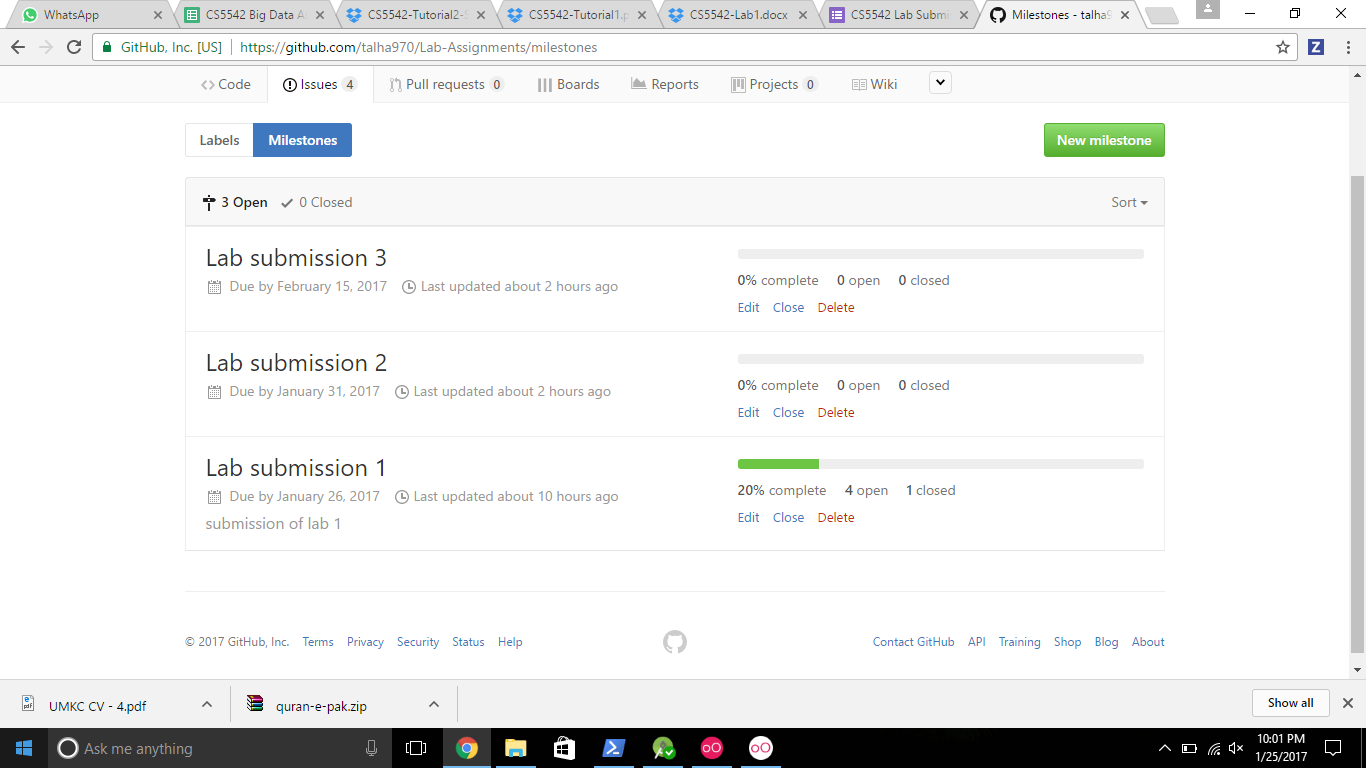 WhatsApp
CS5542 Big Data A
CS5542-Tutorial2-
CS5542-Tutorial1.p
CS5542-Lab1.docx
CS5542 Lab Submi
Milestones - talha9
GitHub, Inc. [US]
https://github.com/talha970/Lab-Assignments/milestones
Z
Code
Issues 4
Pull requests 0
Boards
Reports
Projects 0
Wiki
Labels
Milestones
New milestone
3 Open
0 Closed
Sort
Lab submission 3
Due by February 15, 2017 Last updated about 2 hours ago
0% complete 0 open 0 closed
Edit Close Delete
Lab submission 2
Due by January 31, 2017 Last updated about 2 hours ago
0% complete 0 open 0 closed
Edit Close Delete
Lab submission 1
Due by January 26, 2017 Last updated about 10 hours ago
submission of lab 1
20% complete 4 open 1 closed
Edit Close Delete
© 2017 GitHub, Inc. Terms Privacy Security Status Help
Contact GitHub API Training Shop Blog About
UMKC CV - 4.pdf
quran-e-pak.zip
Show all
Ask me anything
10:01 PM
1/25/2017